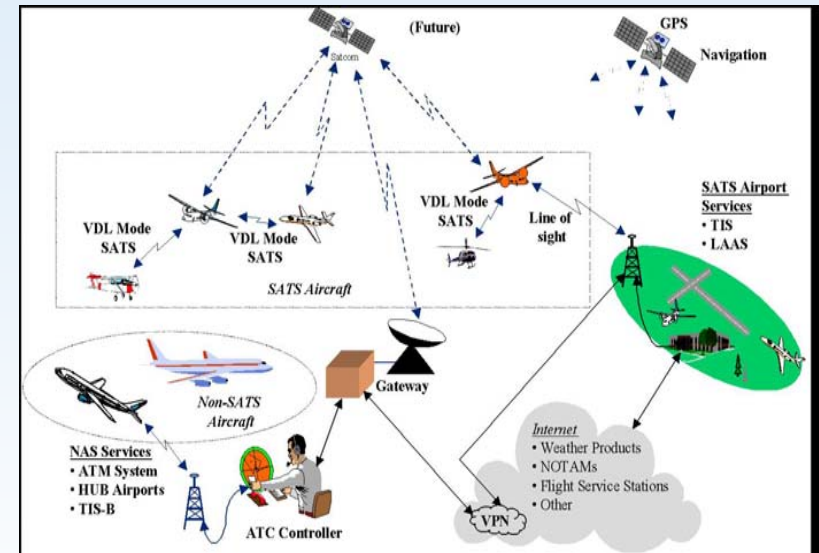 (Future)
Satcom
GPS
Navigation
VDL Mode
SATS
VDL Mode
SATS
VDL Mode
SATS
Line of
sight
SATS Aircraft
SATS Airport
Services
• TIS
• LAAS
Non-SATS
Aircraft
Gateway
NAS Services
• ATM System
• HUB Airports
• TIS-B
ATC Controller
Internet
• Weather Products
• NOTAMs
• Flight Service Stations
• Other
VPN